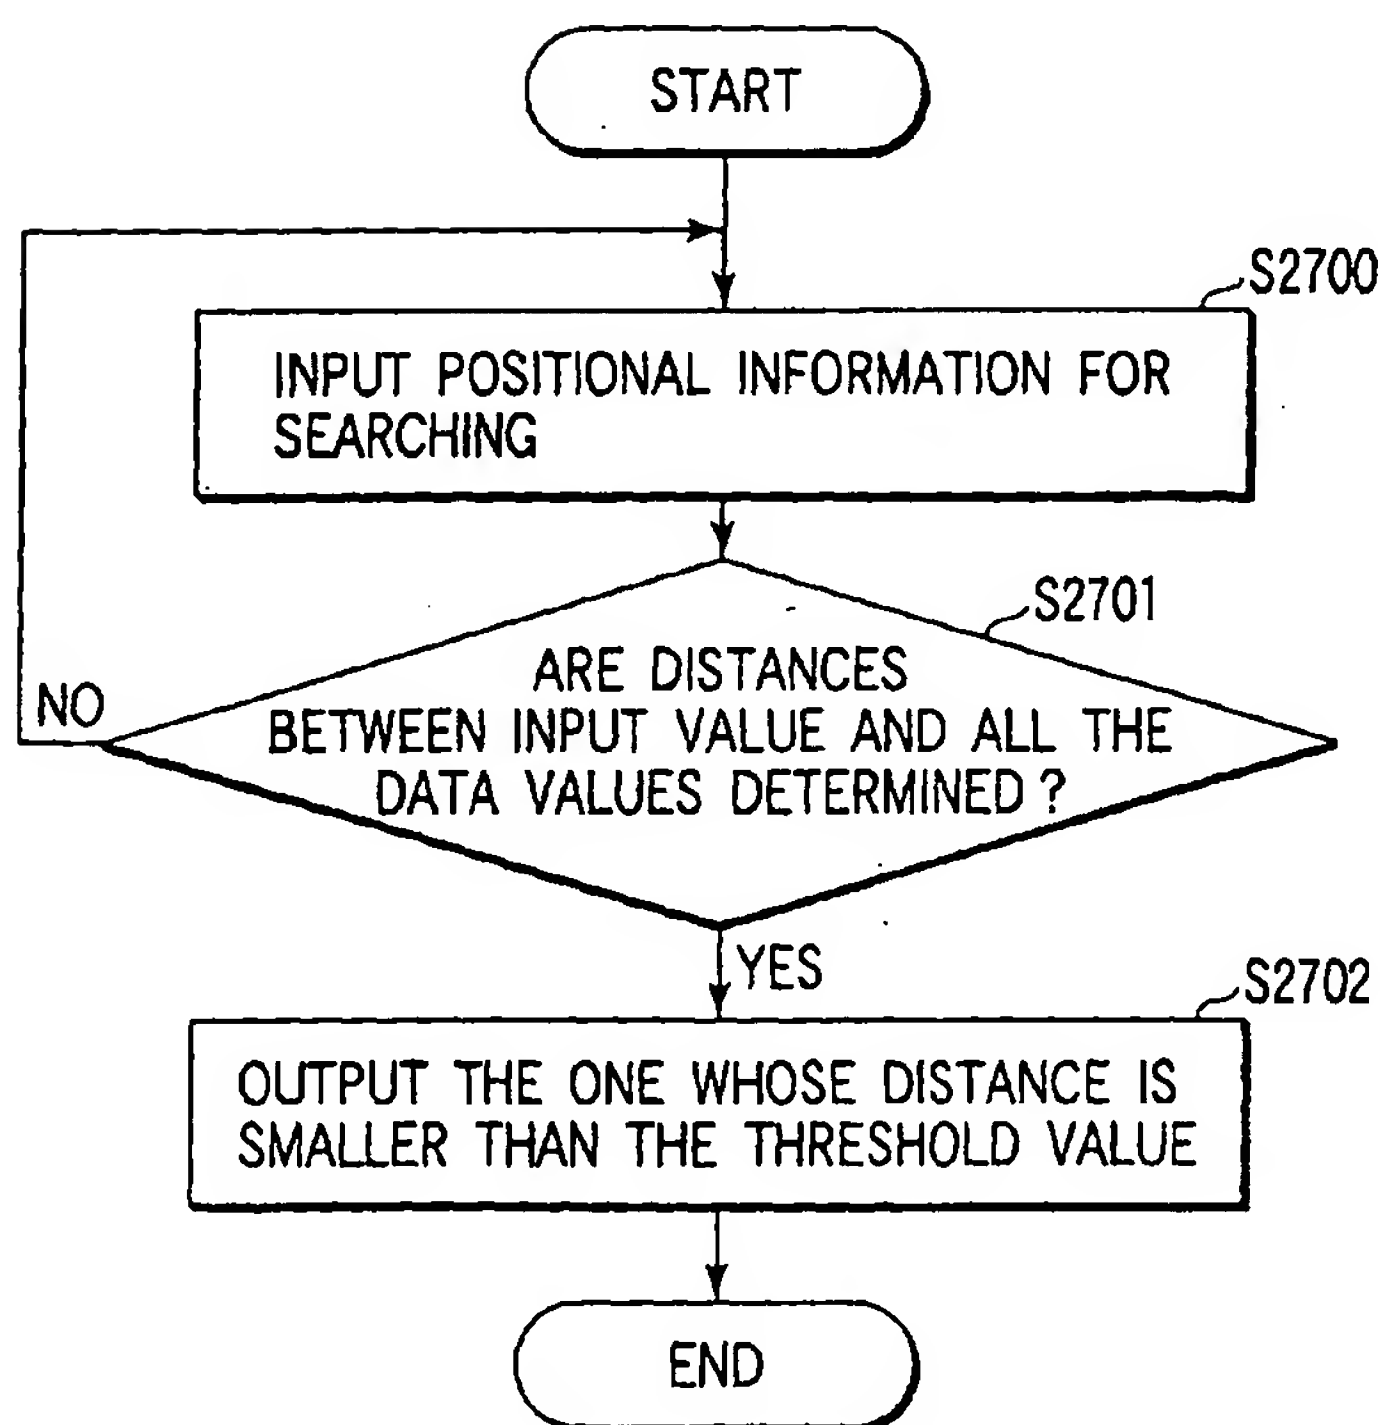 START
S2700
INPUT POSITIONAL INFORMATION FOR
SEARCHING
S2701
ARE DISTANCES
BETWEEN INPUT VALUE AND ALL THE
DATA VALUES DETERMINED ?
NO
YES
S2702
OUTPUT THE ONE WHOSE DISTANCE IS
SMALLER THAN THE THRESHOLD VALUE
END